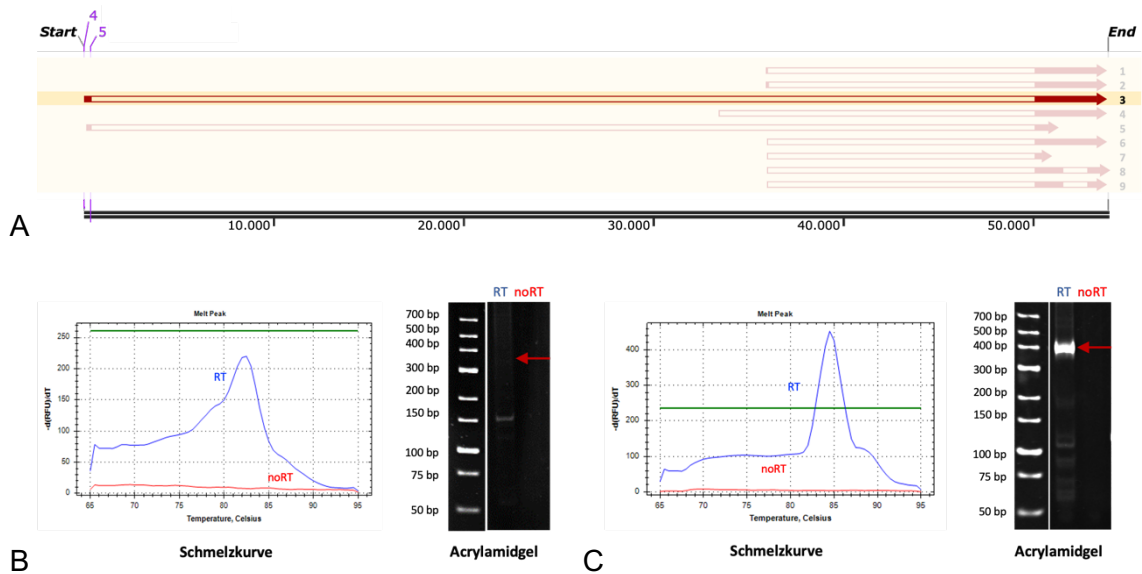 4
Start 5 End
1
2
3
4
5
6
7
8
9
10.000 20.000 30.000 40.000 50.000
A
Melt Peak
-d(RFU)/dT
250
200
150
100
50
0
RT
noRT
65 70 75 80 85 90 95
Temperature, Celsius
Schmelzkurve
RT noRT
700 bp
500 bp
400 bp
300 bp
200 bp
150 bp
100 bp
75 bp
50 bp
Acrylamidgel
B
Melt Peak
-d(RFU)/dT
400
300
200
100
0
RT
noRT
65 70 75 80 85 90 95
Temperature, Celsius
Schmelzkurve
RT noRT
700 bp
500 bp
400 bp
300 bp
200 bp
150 bp
100 bp
75 bp
50 bp
Acrylamidgel
C